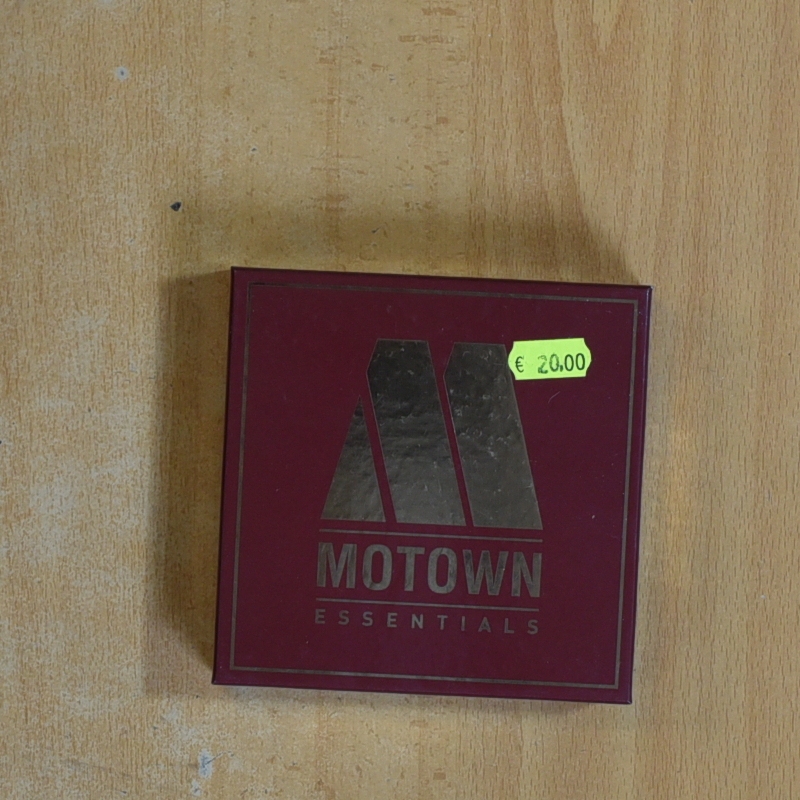 € 20,00
MOTOWN
ESSENTIALS